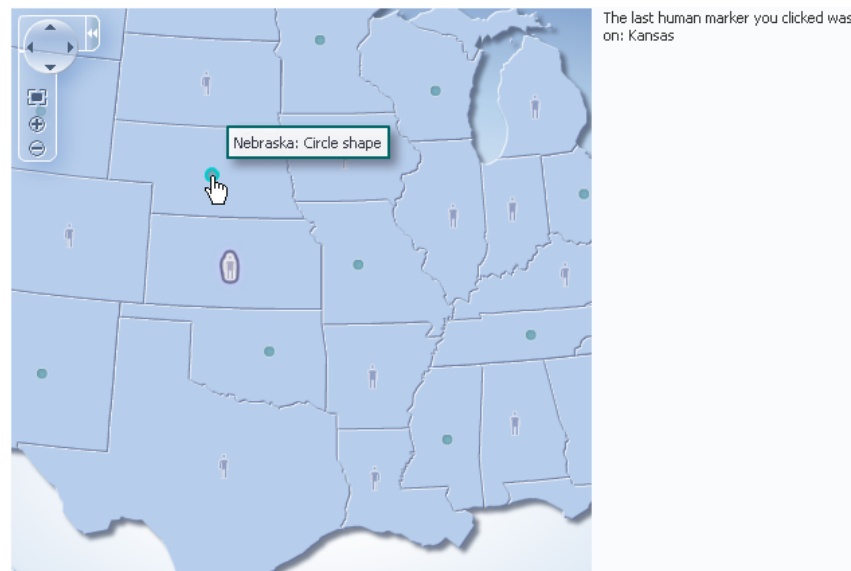 The last human marker you clicked was
on: Kansas
Nebraska: Circle shape